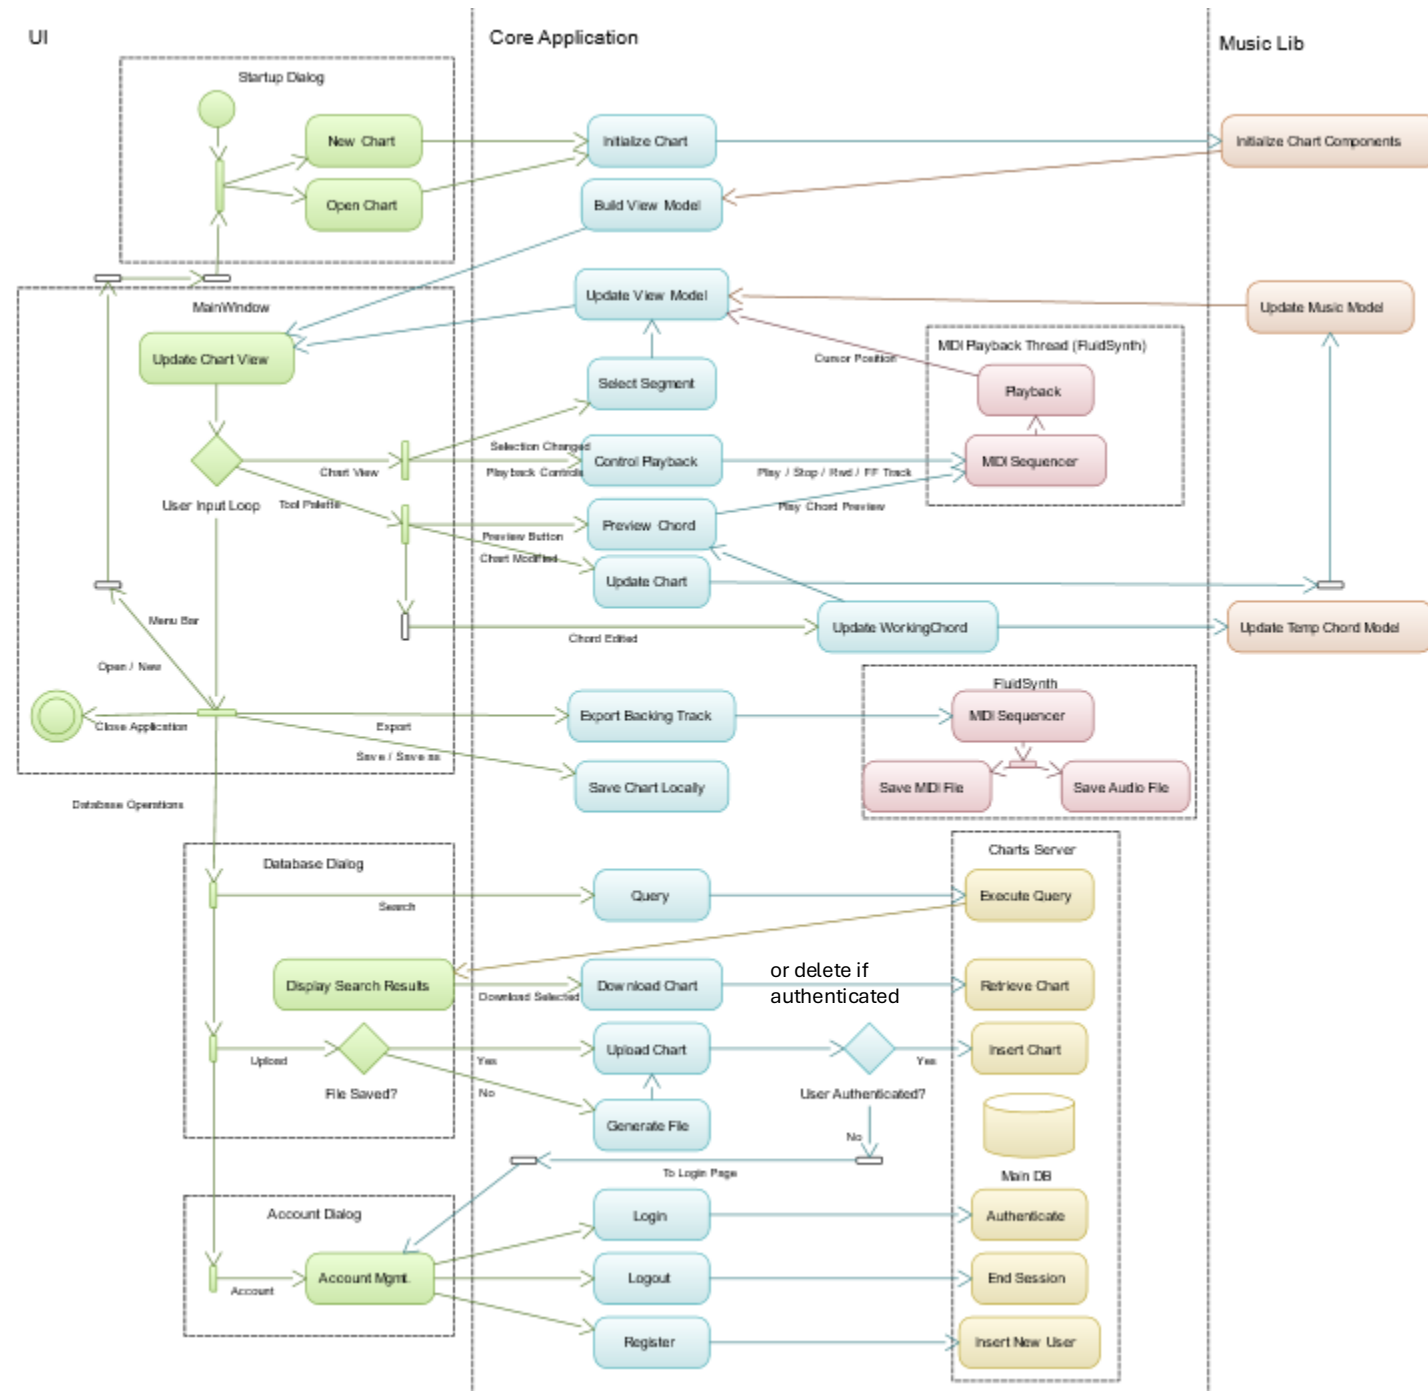 UI
Core Application
Music Lib
Startup Dialog
New Chart
Initialize Chart
Initialize Chart Components
Open Chart
Build View Model
MainWindow
Update View Model
Update Music Model
Update Chart View
MIDI Playback Thread (FluidSynth)
Cursor Position
Select Segment
Playback
Selection Changed
Chart View
Playback Controls
Control Playback
Play / Stop / Rwd / FF Track
MIDI Sequencer
User Input Loop
Tool Palette
Play Chord Preview
Preview Button
Preview Chord
Chart Modified
Update Chart
Menu Bar
Chord Edited
Update WorkingChord
Update Temp Chord Model
Open / New
FluidSynth
Close Application
Export
Export Backing Track
MIDI Sequencer
Save / Save as
Save Chart Locally
Save MIDI File
Save Audio File
Database Operations
Database Dialog
Charts Server
Search
Query
Execute Query
or delete if
authenticated
Display Search Results
Download Selected
Download Chart
Retrieve Chart
Upload
Yes
Upload Chart
Yes
Insert Chart
File Saved?
No
User Authenticated?
Generate File
No
To Login Page
Main DB
Account Dialog
Login
Authenticate
Account Mgmt.
Account
Logout
End Session
Register
Insert New User